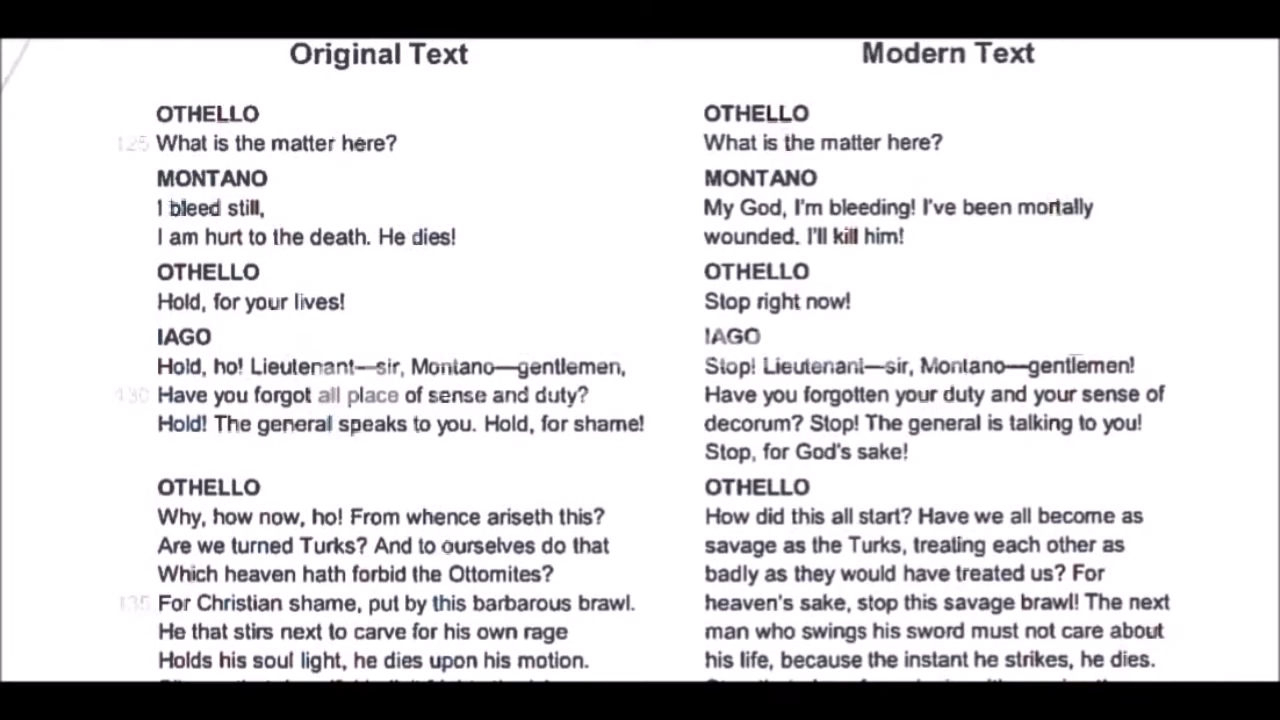 Original Text
OTHELLO
125 What is the matter here?
MONTANO
I bleed still,
I am hurt to the death. He dies!
OTHELLO
Hold, for your lives!
IAGO
Hold, ho! Lieutenant—sir, Montano—gentlemen,
130 Have you forgot all place of sense and duty?
Hold! The general speaks to you. Hold, for shame!
OTHELLO
Why, how now, ho! From whence ariseth this?
Are we turned Turks? And to ourselves do that
Which heaven hath forbid the Ottomites?
135 For Christian shame, put by this barbarous brawl.
He that stirs next to carve for his own rage
Holds his soul light, he dies upon his motion.
Modern Text
OTHELLO
What is the matter here?
MONTANO
My God, I'm bleeding! I've been mortally
wounded. I'll kill him!
OTHELLO
Stop right now!
IAGO
Stop! Lieutenant—sir, Montano—gentlemen!
Have you forgotten your duty and your sense of
decorum? Stop! The general is talking to you!
Stop, for God's sake!
OTHELLO
How did this all start? Have we all become as
savage as the Turks, treating each other as
badly as they would have treated us? For
heaven's sake, stop this savage brawl! The next
man who swings his sword must not care about
his life, because the instant he strikes, he dies.